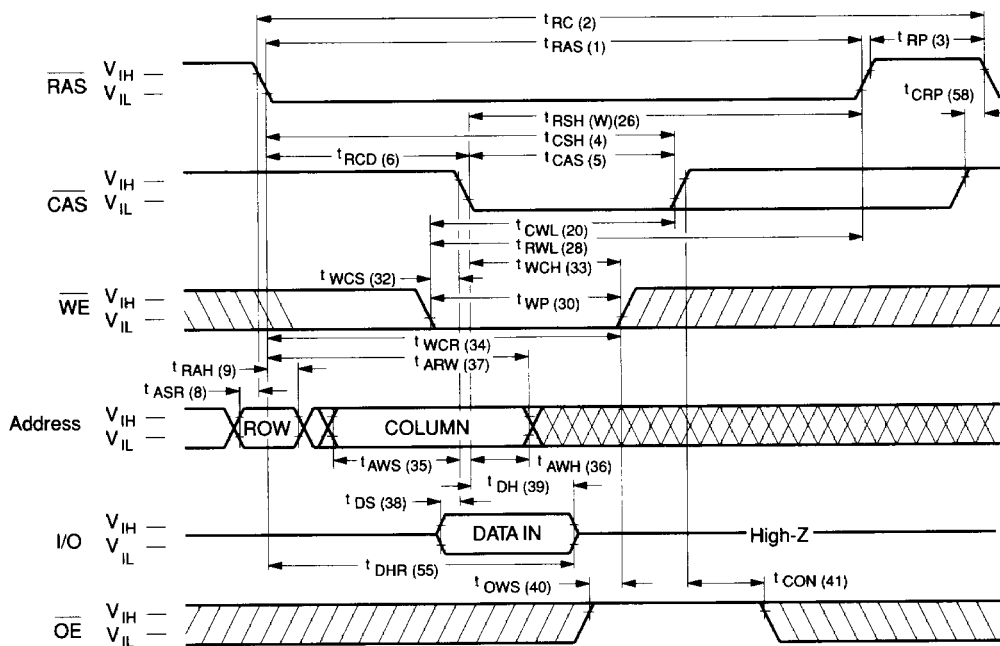 t RC (2)
t RAS (1)
t RP (3)
RAS
V IH
V IL
t CRP (58)
t RSH (W)(26)
t CSH (4)
t RCD (6)
t CAS (5)
CAS
V IH
V IL
t CWL (20)
t RWL (28)
t WCH (33)
t WCS (32)
t WP (30)
WE
V IH
V IL
t WCR (34)
t ARW (37)
t RAH (9)
t ASR (8)
Address
V IH
V IL
ROW
COLUMN
t AWS (35)
t AWH (36)
t DH (39)
t DS (38)
I/O
V IH
V IL
DATA IN
High-Z
t DHR (55)
t OWS (40)
t CON (41)
OE
V IH
V IL